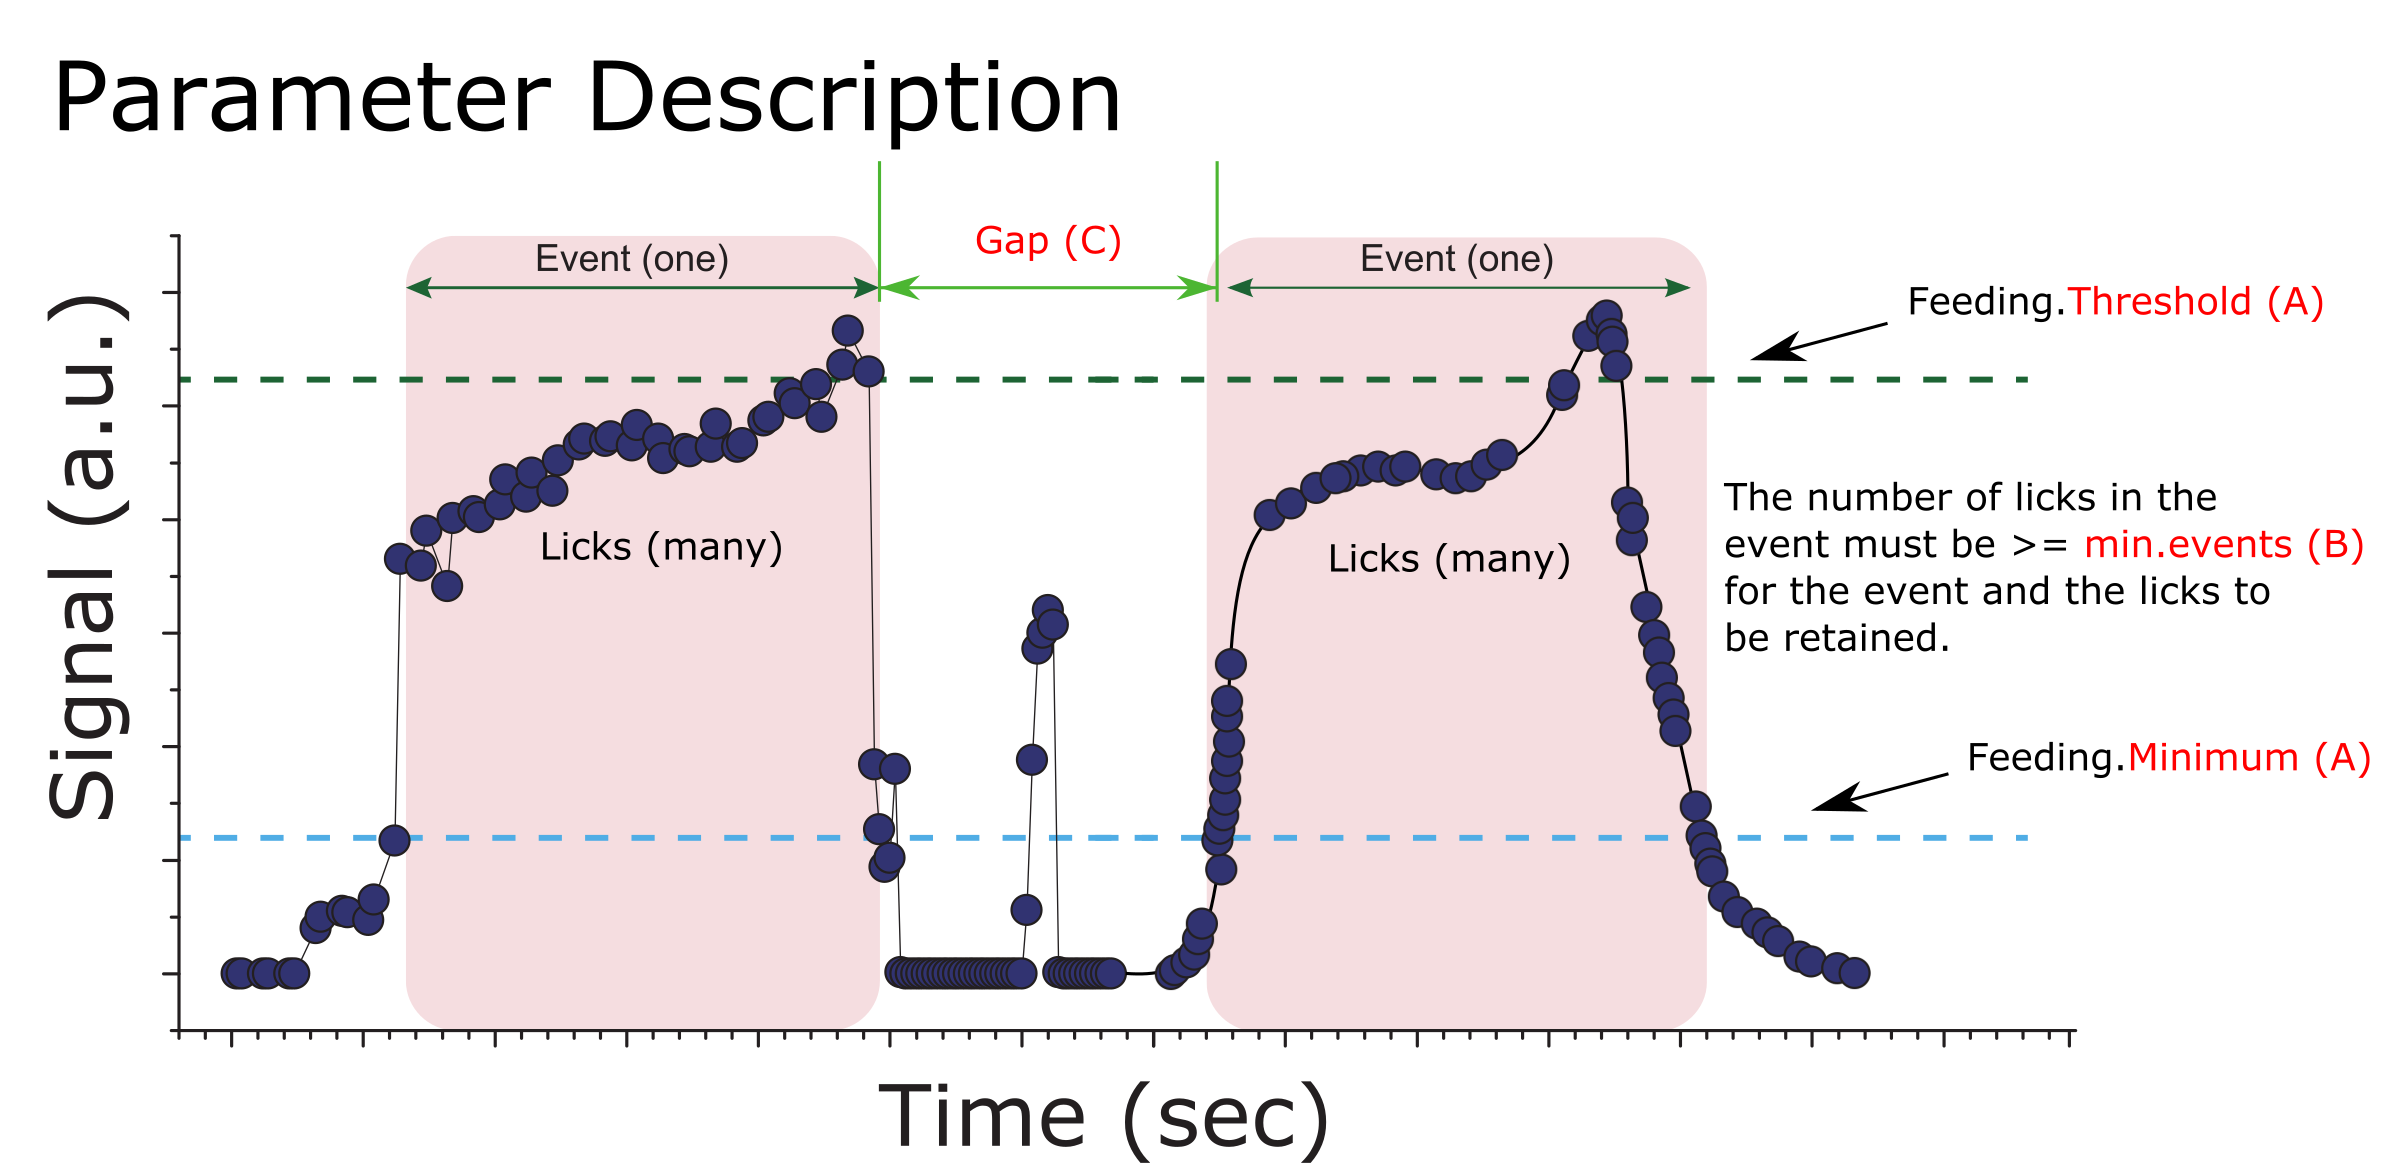 Parameter Description
Event (one)
Gap (C)
Event (one)
Feeding.Threshold (A)
Licks (many)
Licks (many)
The number of licks in the
event must be >= min.events (B)
for the event and the licks to
be retained.
Feeding.Minimum (A)
Signal (a.u.)
Time (sec)